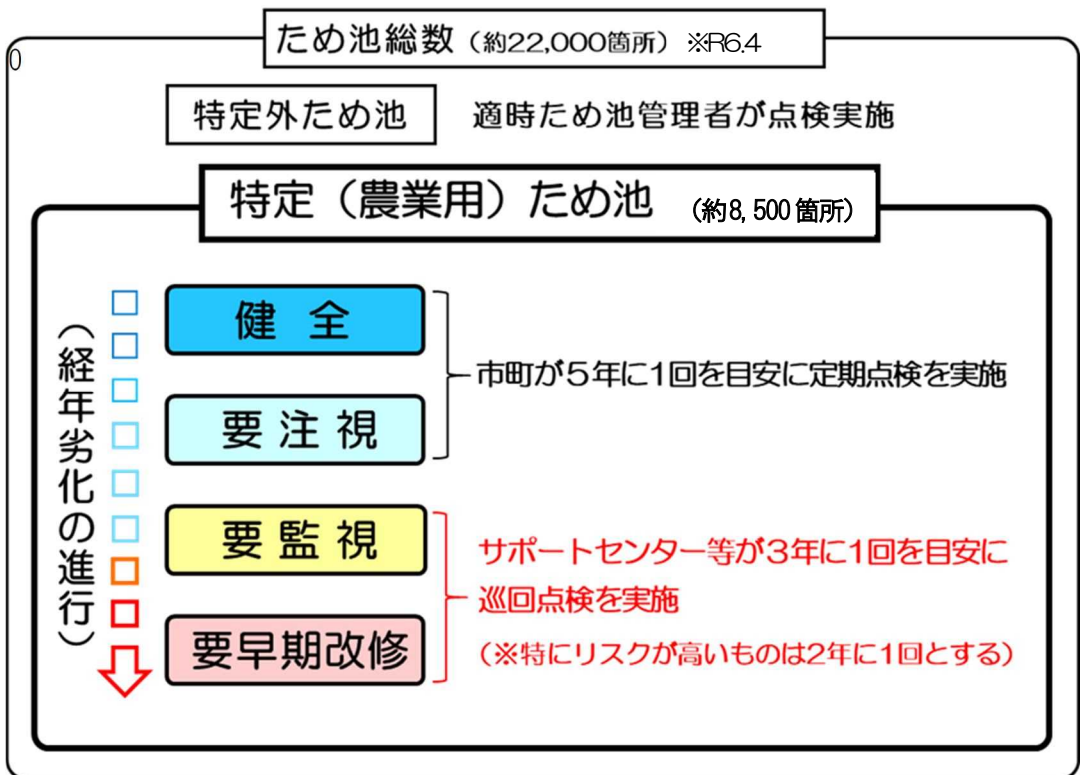 ため池総数（約22,000箇所）※R6.4
0
特定外ため池　適時ため池管理者が点検実施
特定（農業用）ため池　（約8,500箇所）
（経年劣化の進行）
健 全
要 注 視
市町が5年に1回を目安に定期点検を実施
要 監 視
要早期改修
サポートセンター等が3年に1回を目安に
巡回点検を実施
（※特にリスクが高いものは2年に1回とする）